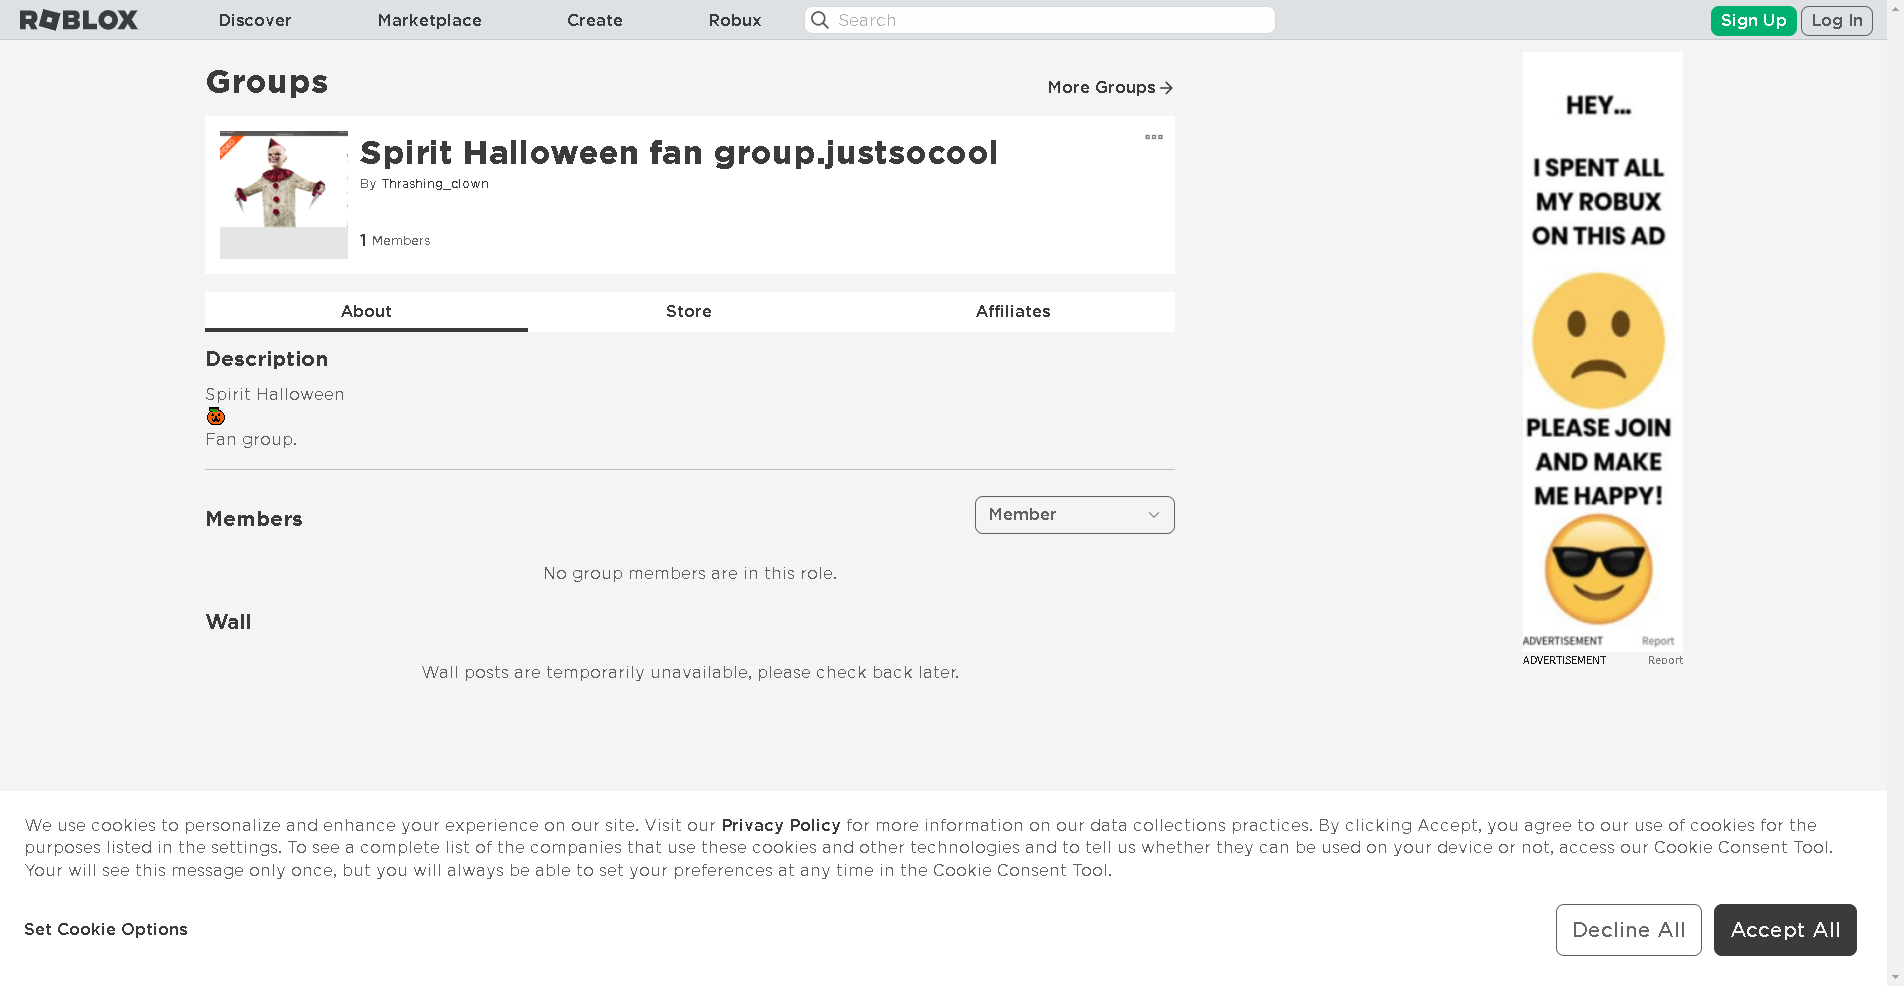 ROBLOX
Discover
Marketplace
Create
Robux
Search
Sign Up
Log In
Groups
More Groups
Spirit Halloween fan group.justsocool
By Thrashing_clown
1 Members
About
Store
Affiliates
Description
Spirit Halloween
Fan group.
Members
Member
No group members are in this role.
Wall
Wall posts are temporarily unavailable, please check back later.
HEY...
I SPENT ALL
MY ROBUX
ON THIS AD
PLEASE JOIN
AND MAKE
ME HAPPY!
ADVERTISEMENT Report
ADVERTISEMENT Report
We use cookies to personalize and enhance your experience on our site. Visit our Privacy Policy for more information on our data collections practices. By clicking Accept, you agree to our use of cookies for the
purposes listed in the settings. To see a complete list of the companies that use these cookies and other technologies and to tell us whether they can be used on your device or not, access our Cookie Consent Tool.
Your will see this message only once, but you will always be able to set your preferences at any time in the Cookie Consent Tool.
Set Cookie Options
Decline All
Accept All